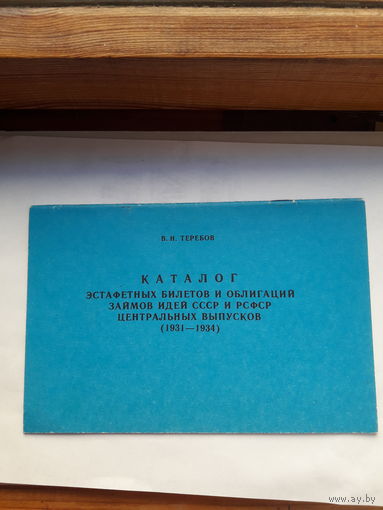 В. Н. ТЕРЕБОВ
КАТАЛОГ
ЭСТАФЕТНЫХ БИЛЕТОВ И ОБЛИГАЦИЙ
ЗАЙМОВ ИДЕЙ СССР И РСФСР
ЦЕНТРАЛЬНЫХ ВЫПУСКОВ
(1931—1934)
www.ay.by